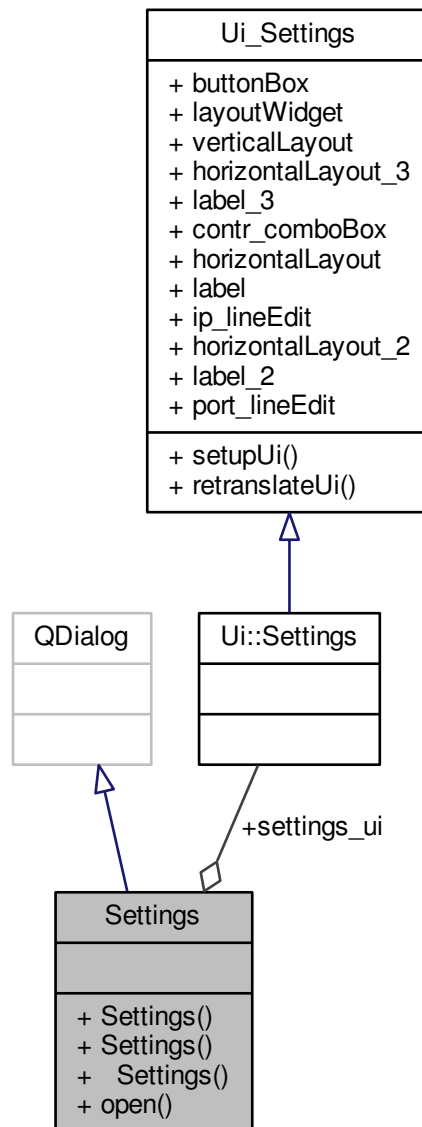 Ui_Settings
+ buttonBox
+ layoutWidget
+ verticalLayout
+ horizontalLayout_3
+ label_3
+ contr_comboBox
+ horizontalLayout
+ label
+ ip_lineEdit
+ horizontalLayout_2
+ label_2
+ port_lineEdit
+ setupUi()
+ retranslateUi()
QDialog
Ui::Settings
+settings_ui
Settings
+ Settings()
+ Settings()
+ Settings()
+ open()